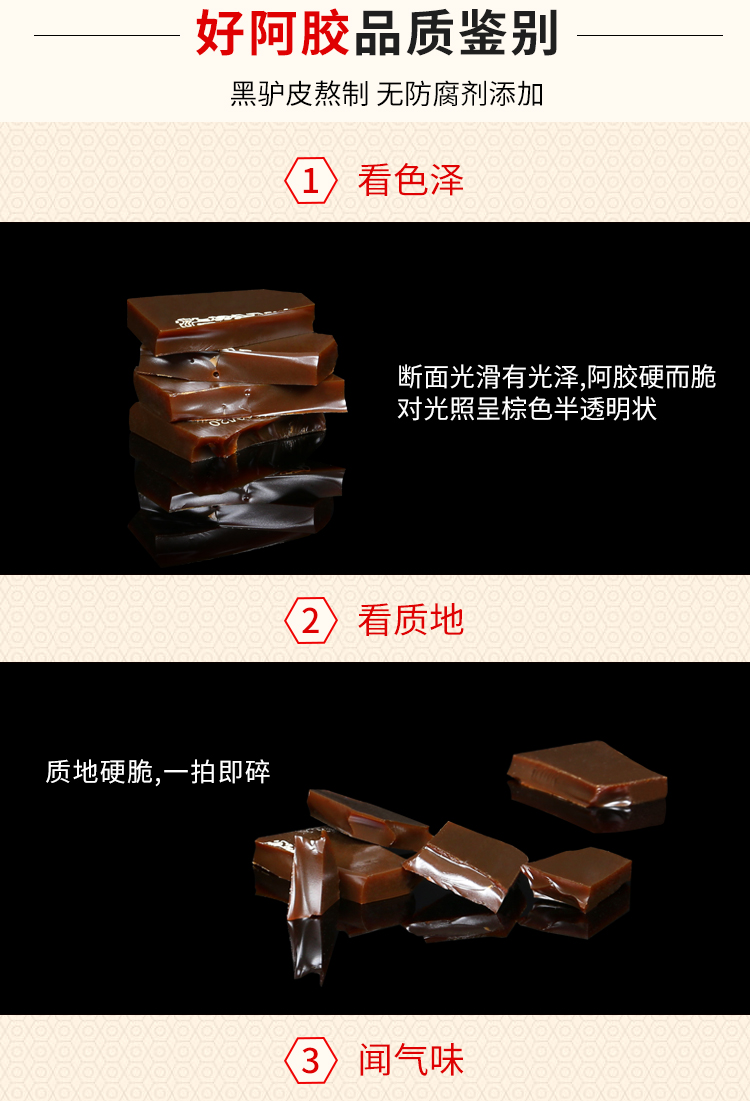 好阿胶品质鉴别
黑驴皮熬制 无防腐剂添加
1 看色泽
断面光滑有光泽,阿胶硬而脆
对光照呈棕色半透明状
2 看质地
质地硬脆,一拍即碎
3 闻气味